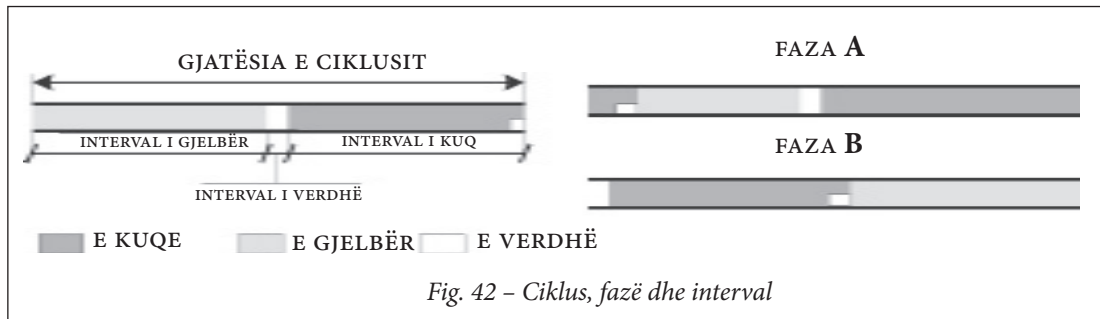 GJATËSIA E CIKLUSIT
INTERVAL I GJELBËR
INTERVAL I KUQ
INTERVAL I VERDHË
FAZA A
FAZA B
E KUQE
E GJELBËR
E VERDHË
Fig. 42 – Ciklus, fazë dhe interval